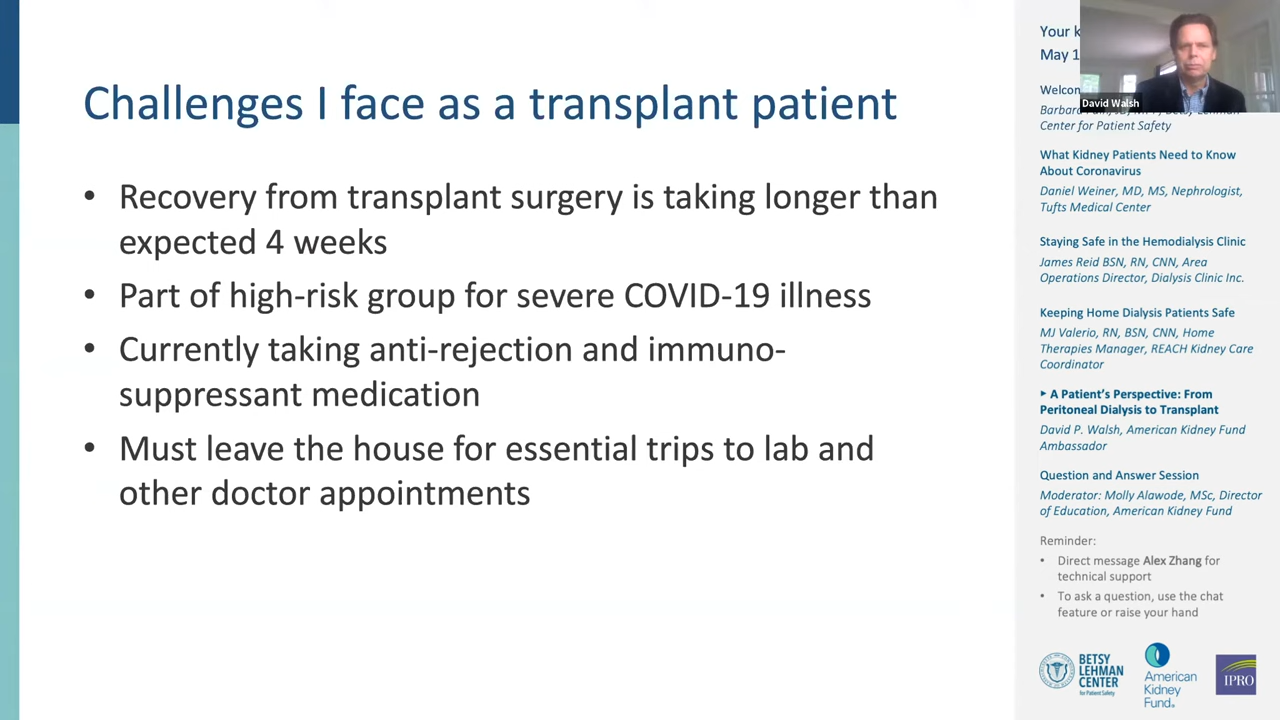 Challenges I face as a transplant patient
• Recovery from transplant surgery is taking longer than
expected 4 weeks
• Part of high-risk group for severe COVID-19 illness
• Currently taking anti-rejection and immuno-
suppressant medication
• Must leave the house for essential trips to lab and
other doctor appointments
David Walsh
Your
May
Center for Patient Safety
What Kidney Patients Need to Know
About Coronavirus
Daniel Weiner, MD, MS, Nephrologist,
Tufts Medical Center
Staying Safe in the Hemodialysis Clinic
James Reid BSN, RN, CNN, Area
Operations Director, Dialysis Clinic Inc.
Keeping Home Dialysis Patients Safe
MJ Valerio, RN, BSN, CNN, Home
Therapies Manager, REACH Kidney Care
Coordinator
▸ A Patient's Perspective: From
Peritoneal Dialysis to Transplant
David P. Walsh, American Kidney Fund
Ambassador
Question and Answer Session
Moderator: Molly Alawode, MSc, Director
of Education, American Kidney Fund
Reminder:
• Direct message Alex Zhang for
technical support
• To ask a question, use the chat
feature or raise your hand
BETSY
LEHMAN
CENTER
for Patient Safety
American
Kidney
Fund.
IPRO